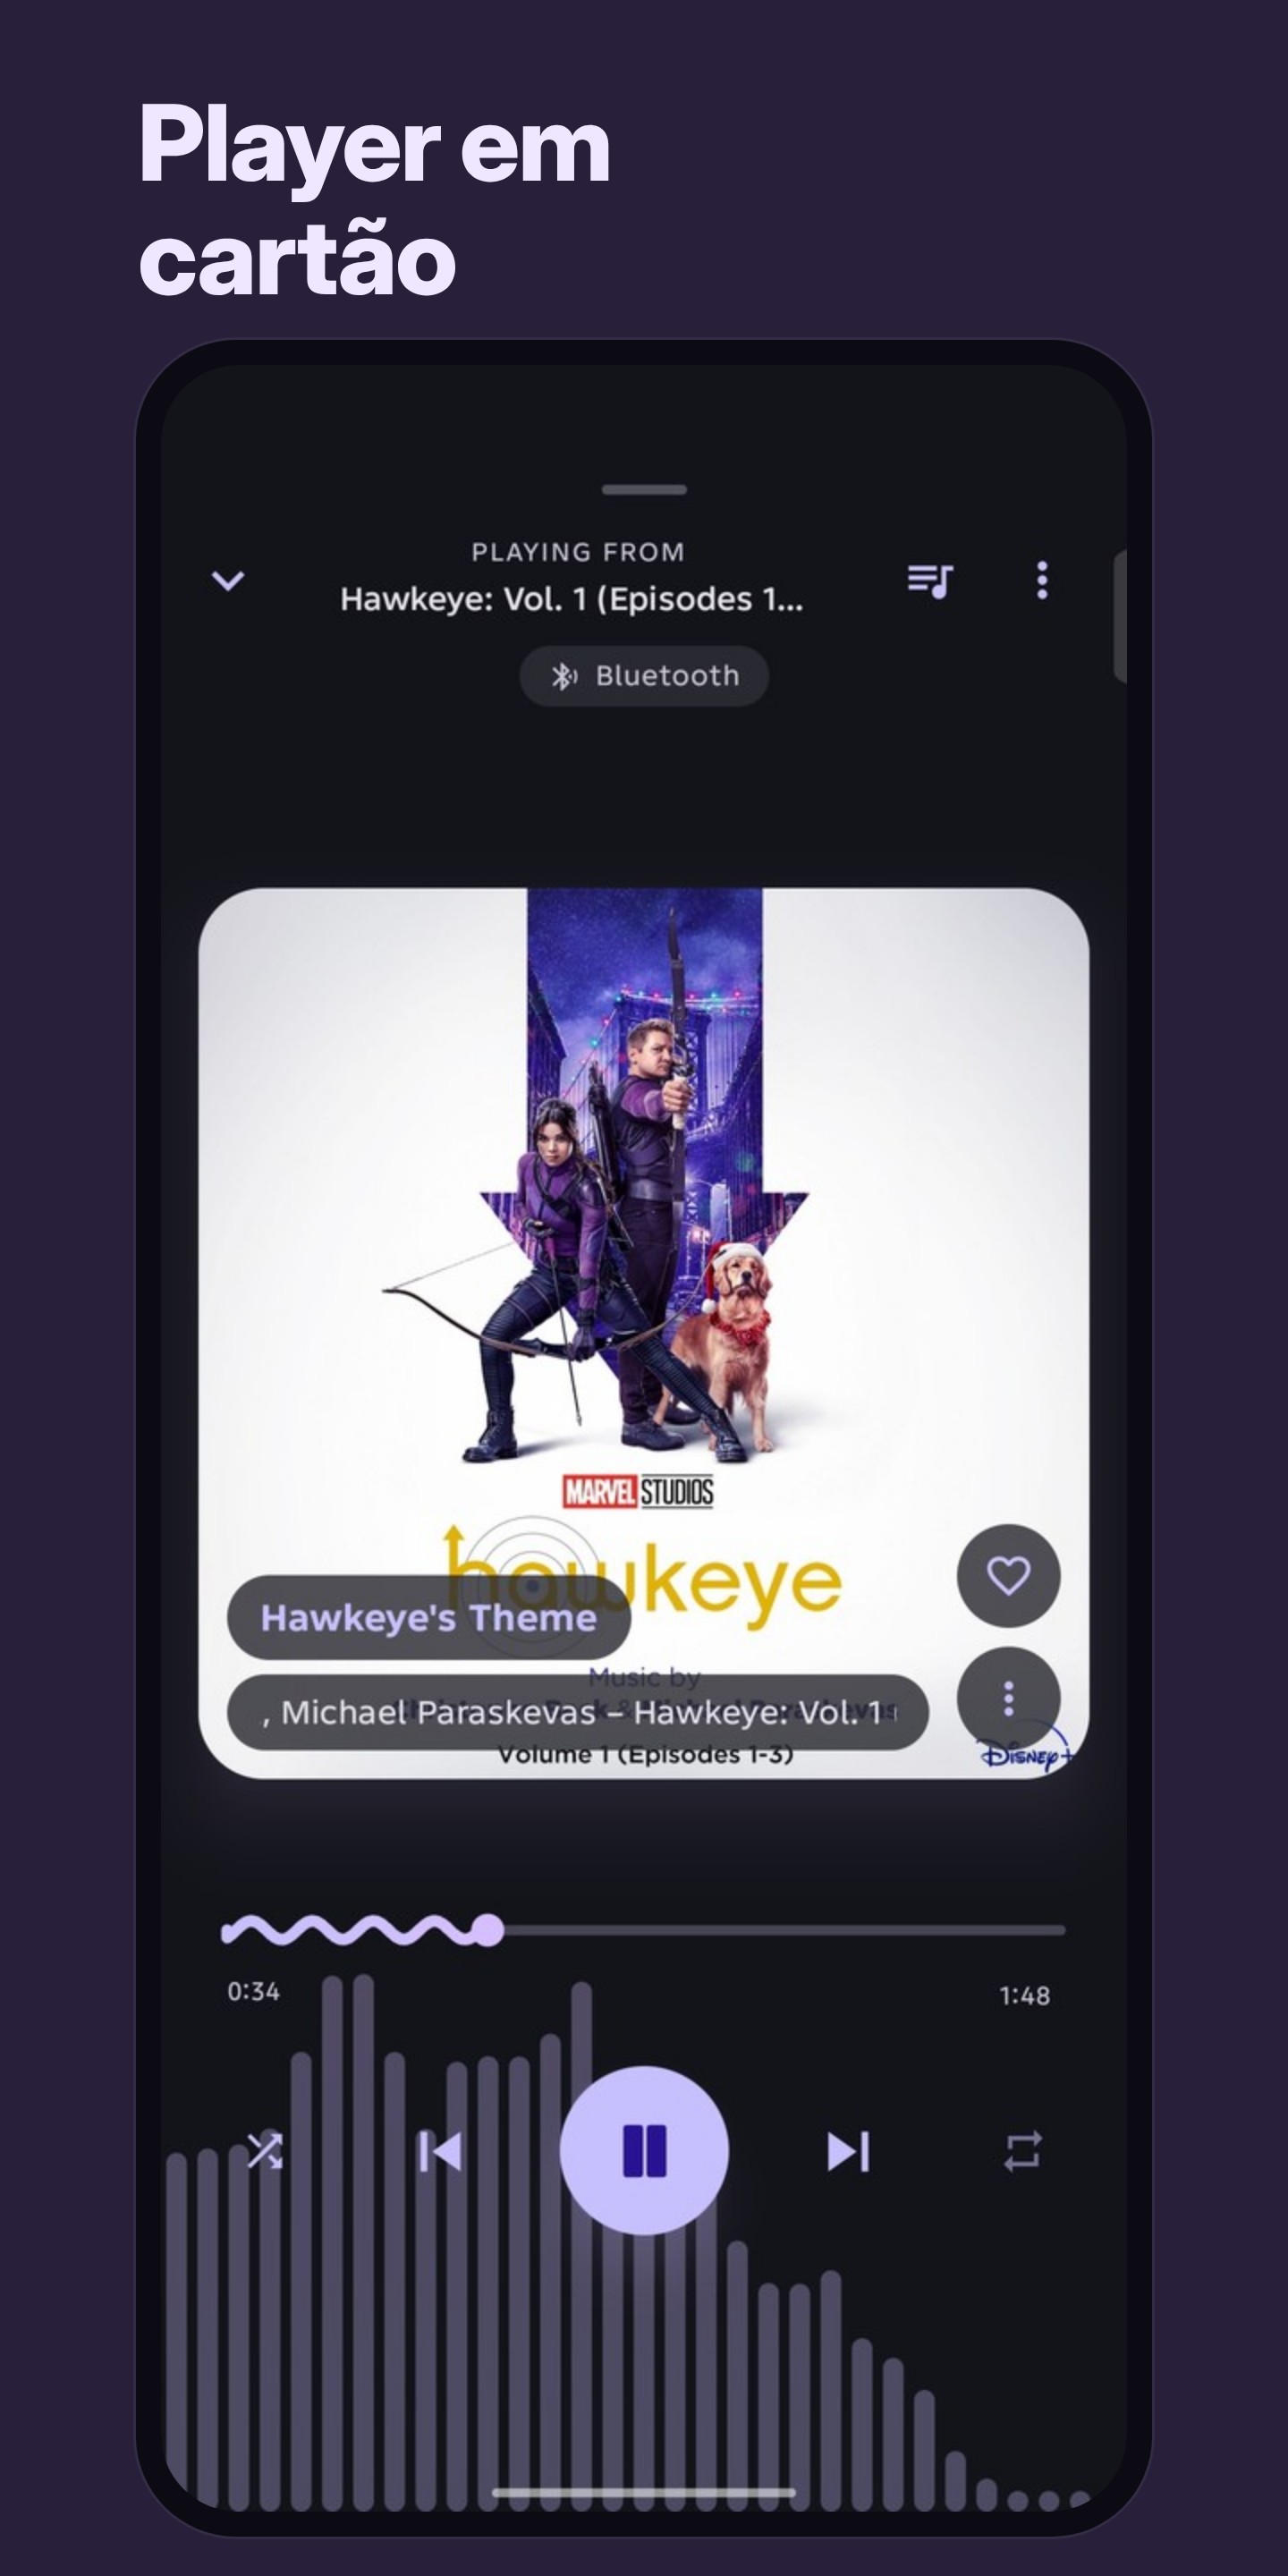 Player em
cartão
PLAYING FROM
Hawkeye: Vol. 1 (Episodes 1...
Bluetooth
MARVEL STUDIOS
hawkeye
Hawkeye's Theme
Music by
, Michael Paraskevas – Hawkeye: Vol. 1
Volume 1 (Episodes 1-3)
Disney+
0:34
1:48